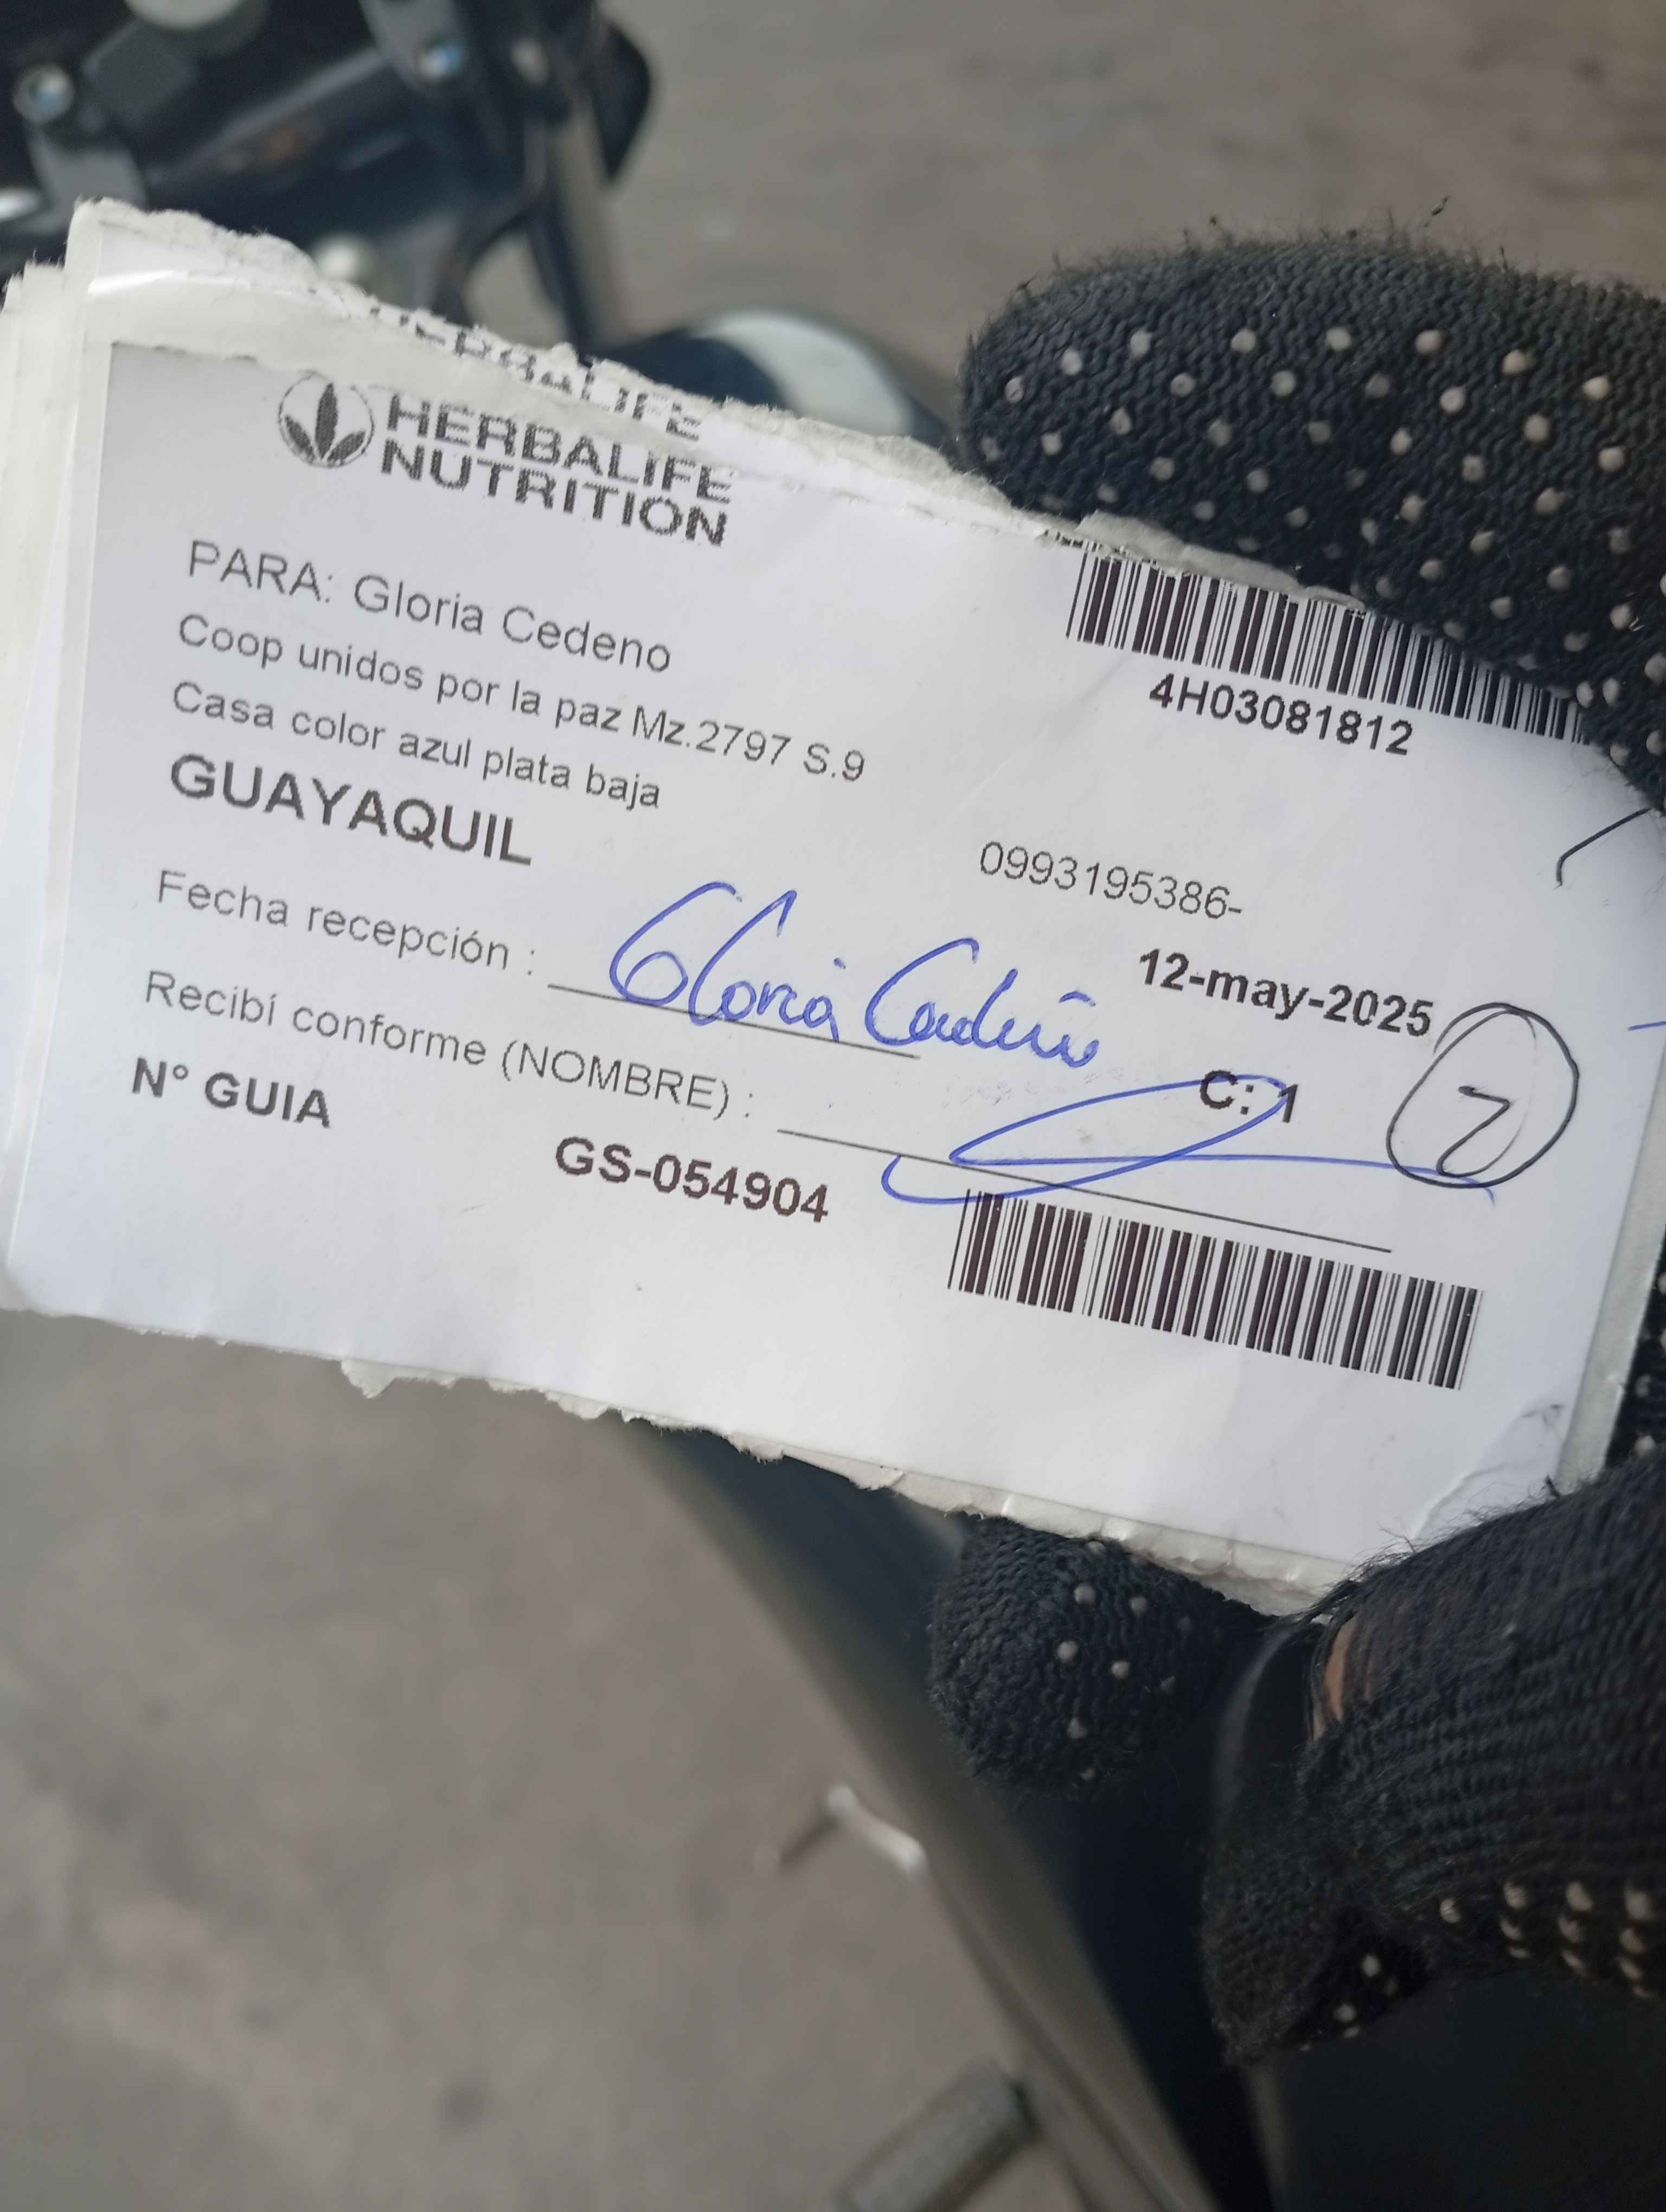 HERBALIFE
HERBALIFE
NUTRITION
PARA: Gloria Cedeno
4H03081812
Coop unidos por la paz Mz.2797 S.9
Casa color azul plata baja
GUAYAQUIL
0993195386-
Fecha recepción : Gloria Cedeño
12-may-2025
Recibí conforme (NOMBRE) :
C: 1
7
N° GUIA
GS-054904